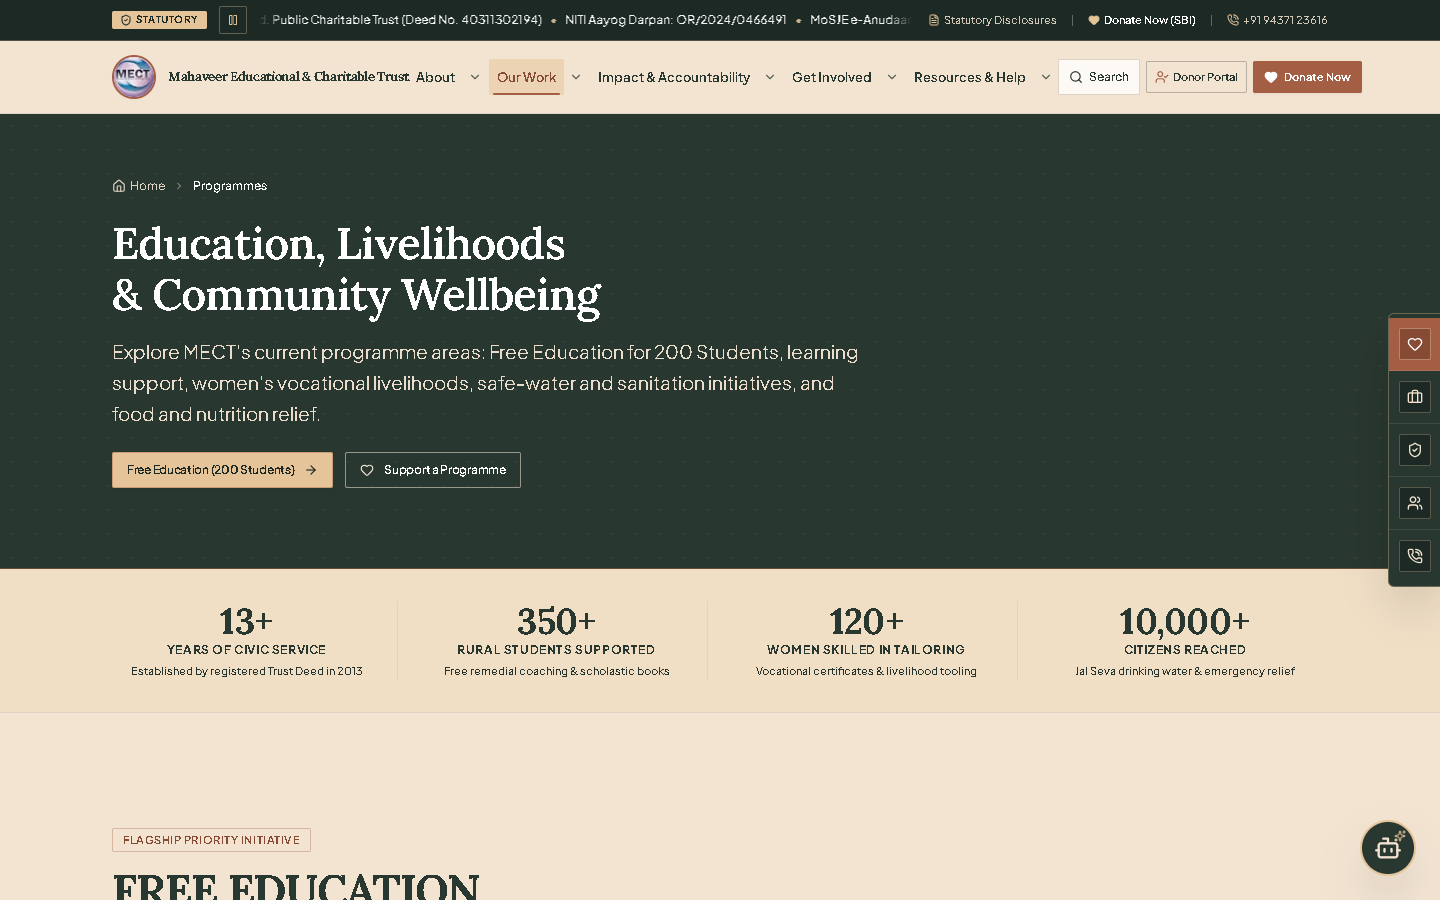 STATUTORY
d. Public Charitable Trust (Deed No. 40311302194) • NITI Aayog Darpan: OR/2024/0466491 • MoSJE e-Anudaan
Statutory Disclosures
Donate Now (SBI)
+91 94371 23616
MECT
Mahaveer Educational & Charitable Trust
About
Our Work
Impact & Accountability
Get Involved
Resources & Help
Search
Donor Portal
Donate Now
Home
Programmes
Education, Livelihoods
& Community Wellbeing
Explore MECT's current programme areas: Free Education for 200 Students, learning
support, women's vocational livelihoods, safe-water and sanitation initiatives, and
food and nutrition relief.
Free Education (200 Students)
Support a Programme
13+
YEARS OF CIVIC SERVICE
Established by registered Trust Deed in 2013
350+
RURAL STUDENTS SUPPORTED
Free remedial coaching & scholastic books
120+
WOMEN SKILLED IN TAILORING
Vocational certificates & livelihood tooling
10,000+
CITIZENS REACHED
Jal Seva drinking water & emergency relief
FLAGSHIP PRIORITY INITIATIVE
FREE EDUCATION